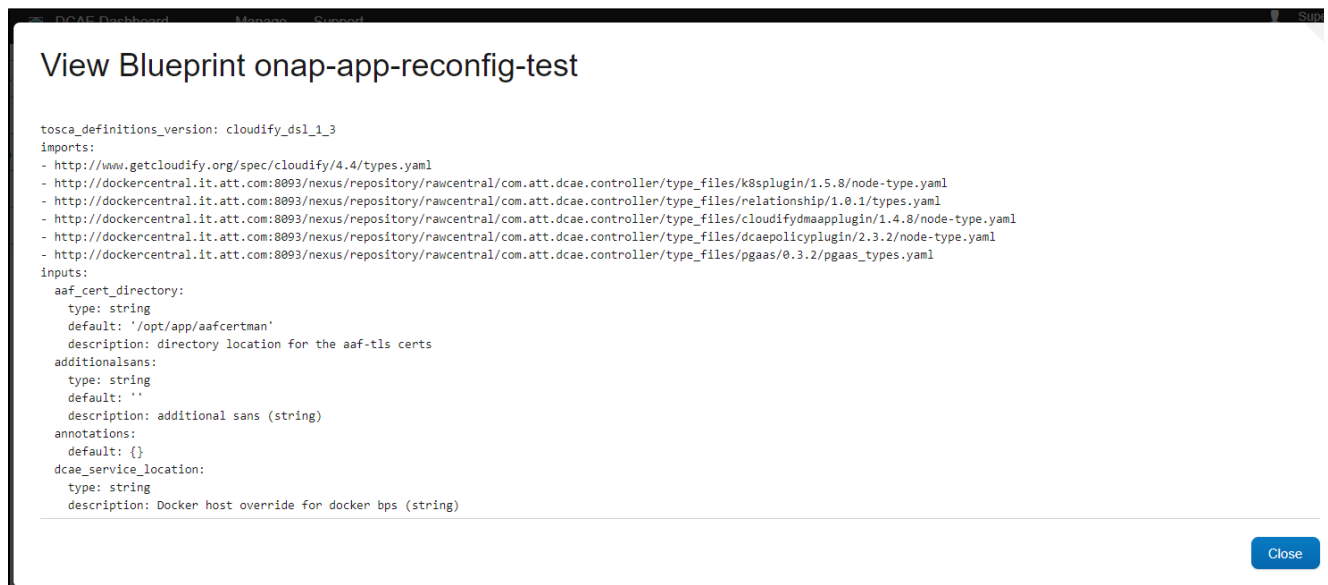 DCAE Dashboard Manage Support Supe
View Blueprint onap-app-reconfig-test
tosca_definitions_version: cloudify_dsl_1_3
imports:
- http://www.getcloudify.org/spec/cloudify/4.4/types.yaml
- http://dockercentral.it.att.com:8093/nexus/repository/rawcentral/com.att.dcae.controller/type_files/k8splugin/1.5.8/node-type.yaml
- http://dockercentral.it.att.com:8093/nexus/repository/rawcentral/com.att.dcae.controller/type_files/relationship/1.0.1/types.yaml
- http://dockercentral.it.att.com:8093/nexus/repository/rawcentral/com.att.dcae.controller/type_files/cloudifydmaapplugin/1.4.8/node-type.yaml
- http://dockercentral.it.att.com:8093/nexus/repository/rawcentral/com.att.dcae.controller/type_files/dcaepolicyplugin/2.3.2/node-type.yaml
- http://dockercentral.it.att.com:8093/nexus/repository/rawcentral/com.att.dcae.controller/type_files/pgaas/0.3.2/pgaas_types.yaml
inputs:
  aaf_cert_directory:
    type: string
    default: '/opt/app/aafcertman'
    description: directory location for the aaf-tls certs
  additionalsans:
    type: string
    default: ''
    description: additional sans (string)
  annotations:
    default: {}
  dcae_service_location:
    type: string
    description: Docker host override for docker bps (string)
Close